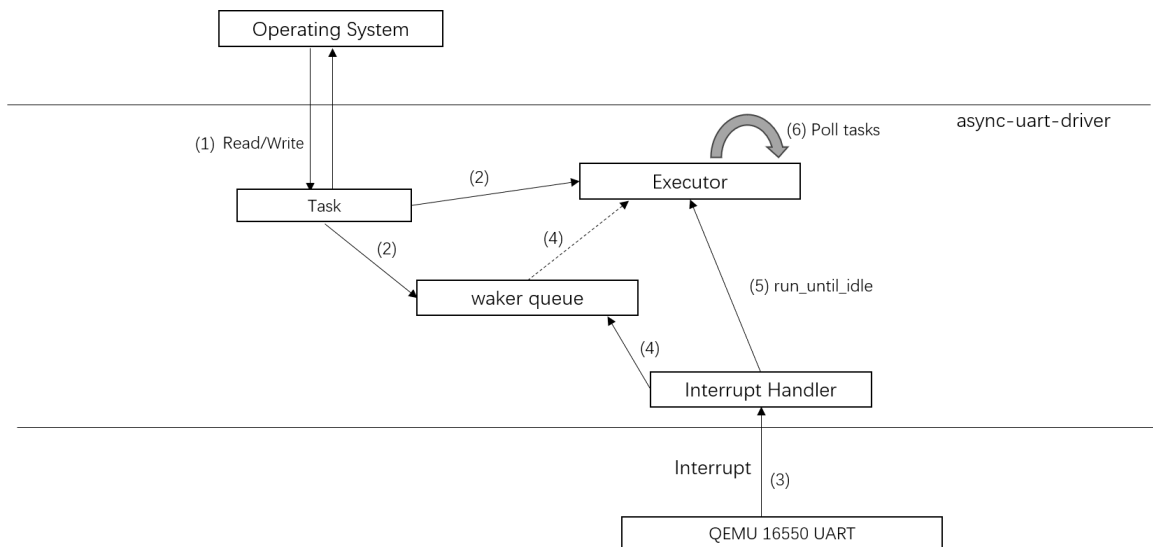 Operating System
async-uart-driver
(6) Poll tasks
(1) Read/Write
(2)
Executor
Task
(4)
(2)
waker queue
(5) run_until_idle
(4)
Interrupt Handler
Interrupt
(3)
QEMU 16550 UART